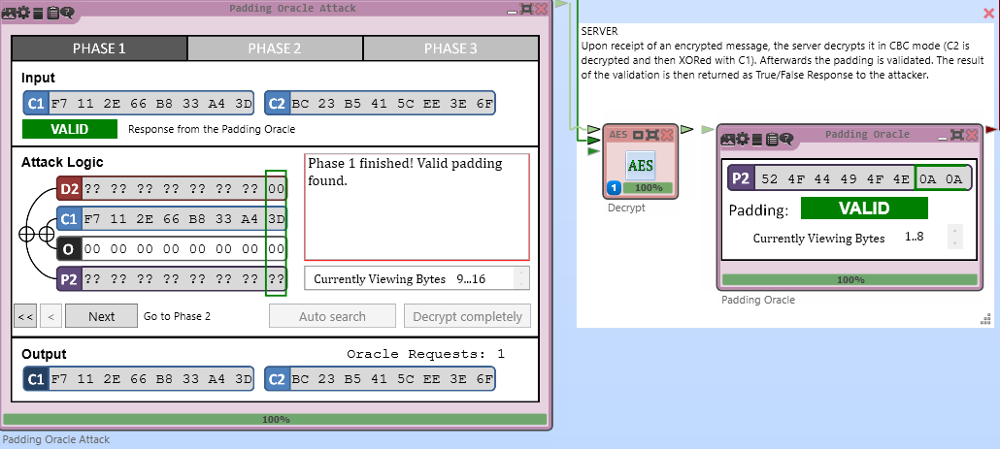 Padding Oracle Attack
PHASE 1 PHASE 2 PHASE 3
Input
C1 F7 11 2E 66 B8 33 A4 3D C2 BC 23 B5 41 5C EE 3E 6F
VALID Response from the Padding Oracle
Attack Logic
D2 ?? ?? ?? ?? ?? ?? ?? 00
C1 F7 11 2E 66 B8 33 A4 3D
O 00 00 00 00 00 00 00 00
P2 ?? ?? ?? ?? ?? ?? ?? ??
Phase 1 finished! Valid padding
found.
Currently Viewing Bytes 9...16
<< < Next Go to Phase 2 Auto search Decrypt completely
Output Oracle Requests: 1
C1 F7 11 2E 66 B8 33 A4 3D C2 BC 23 B5 41 5C EE 3E 6F
100%
Padding Oracle Attack
SERVER
Upon receipt of an encrypted message, the server decrypts it in CBC mode (C2 is
decrypted and then XORed with C1). Afterwards the padding is validated. The result
of the validation is then returned as True/False Response to the attacker.
AES
AES
1 100%
Decrypt
Padding Oracle
P2 52 4F 44 49 4F 4E 0A 0A
Padding: VALID
Currently Viewing Bytes 1..8
100%
Padding Oracle